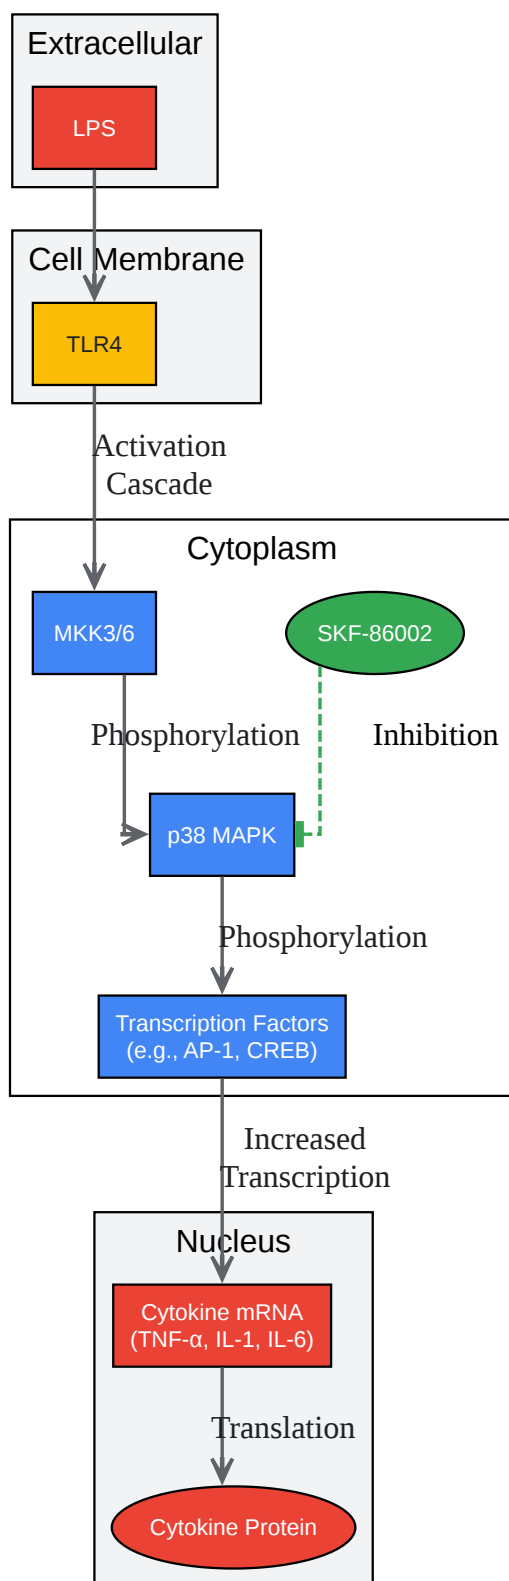 Extracellular
LPS
Cell Membrane
TLR4
Activation
Cascade
Cytoplasm
MKK3/6
SKF-86002
Phosphorylation
Inhibition
p38 MAPK
Phosphorylation
Transcription Factors
(e.g., AP-1, CREB)
Increased
Transcription
Nucleus
Cytokine mRNA
(TNF-α, IL-1, IL-6)
Translation
Cytokine Protein